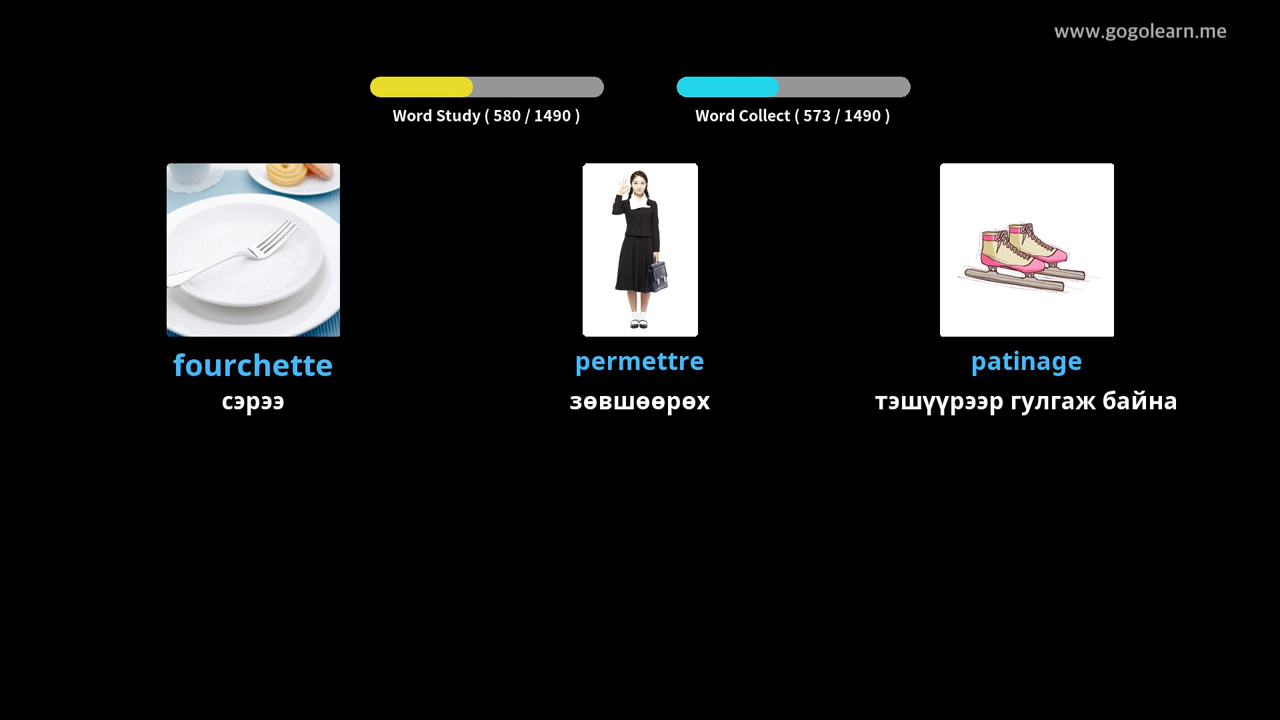 www.gogolearn.me
Word Study ( 580 / 1490 )
Word Collect ( 573 / 1490 )
fourchette
permettre
patinage
сэрээ
зөвшөөрөх
тэшүүрээр гулгаж байна